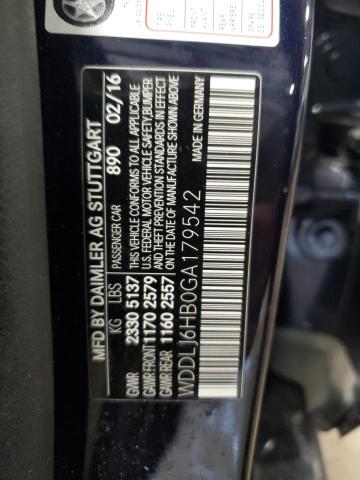 MFD BY DAIMLER AG STUTTGART
KG LBS PASSENGER CAR 890 02/16
GVWR 2330 5137 THIS VEHICLE CONFORMS TO ALL APPLICABLE
GAWR FRONT 1170 2579 U.S. FEDERAL MOTOR VEHICLE SAFETY, BUMPER
GAWR REAR 1160 2557 AND THEFT PREVENTION STANDARDS IN EFFECT
ON THE DATE OF MANUFACTURE SHOWN ABOVE
WDDLJ6HB0GA179542 MADE IN GERMANY
FRONT
REAR